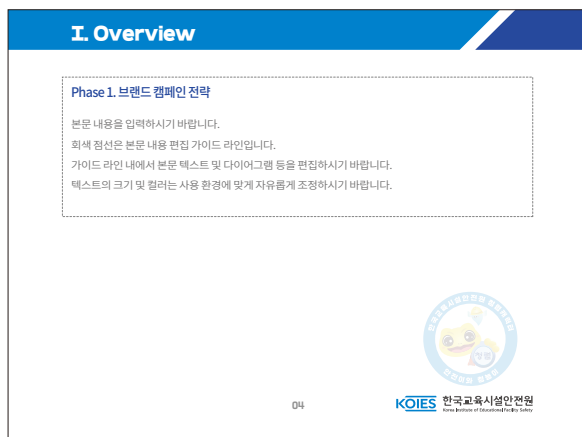 I. Overview
Phase 1. 브랜드 캠페인 전략
본문 내용을 입력하시기 바랍니다.
회색 점선은 본문 내용 편집 가이드 라인입니다.
가이드 라인 내에서 본문 텍스트 및 다이어그램 등을 편집하시기 바랍니다.
텍스트의 크기 및 컬러는 사용 환경에 맞게 자유롭게 조정하시기 바랍니다.
04
KOIES 한국교육시설안전원
Korea Institute of Educational Facility Safety